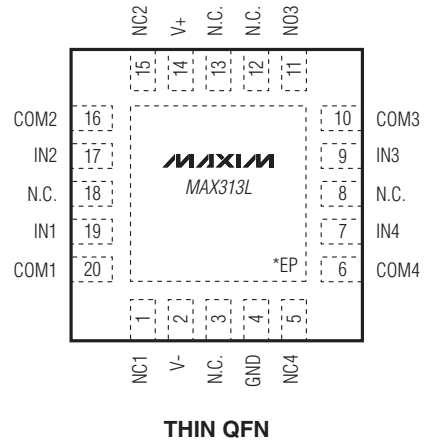 NC2 V+ N.C. N.C. NO3
15 14 13 12 11
COM2 16 10 COM3
IN2 17 9 IN3
N.C. 18 8 N.C.
IN1 19 7 IN4
COM1 20 6 COM4
MAXIM
MAX313L
*EP
1 2 3 4 5
NC1 V- N.C. GND NC4
THIN QFN